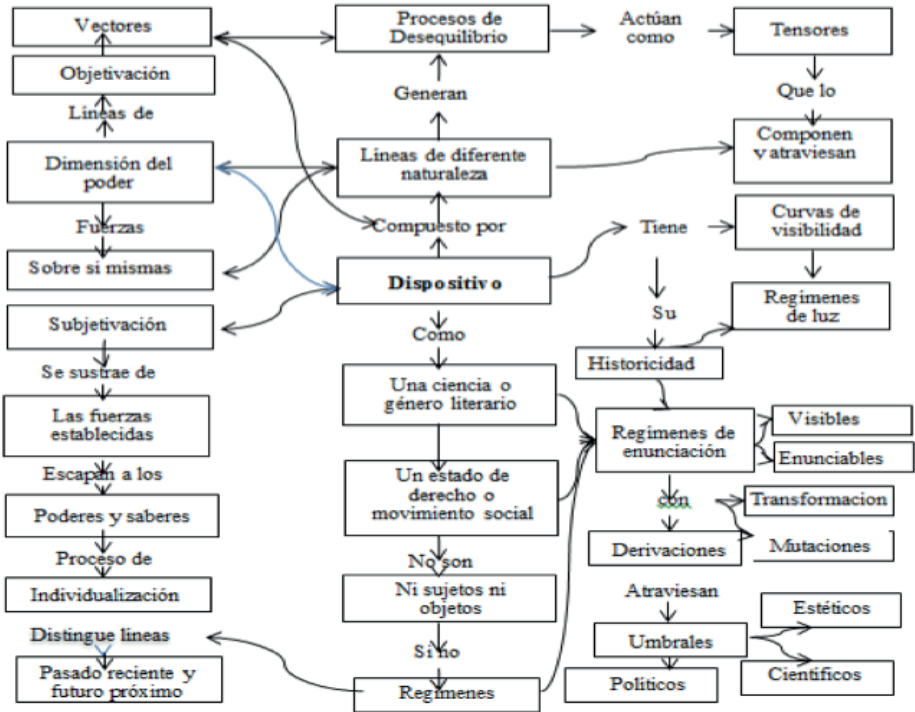 Vectores
Objetivación
Líneas de
Dimensión del
poder
Fuerzas
Sobre si mismas
Subjetivación
Se sustrae de
Las fuerzas
establecidas
Escapan a los
Poderes y saberes
Proceso de
Individualización
Distingue lineas
Pasado reciente y
futuro próximo
Procesos de
Desequilibrio
Generan
Lineas de diferente
naturaleza
Compuesto por
Dispositivo
Como
Una ciencia o
género literario
Un estado de
derecho o
movimiento social
No son
Ni sujetos ni
objetos
Si no
Regímenes
Actúan
como
Tensores
Que lo
Componen
y atraviesan
Tiene
Curvas de
visibilidad
Su
Regímenes
de luz
Historicidad
Regímenes de
enunciación
Visibles
Enunciables
con
Transformacion
Derivaciones
Mutaciones
Atraviesan
Umbrales
Estéticos
Políticos
Científicos